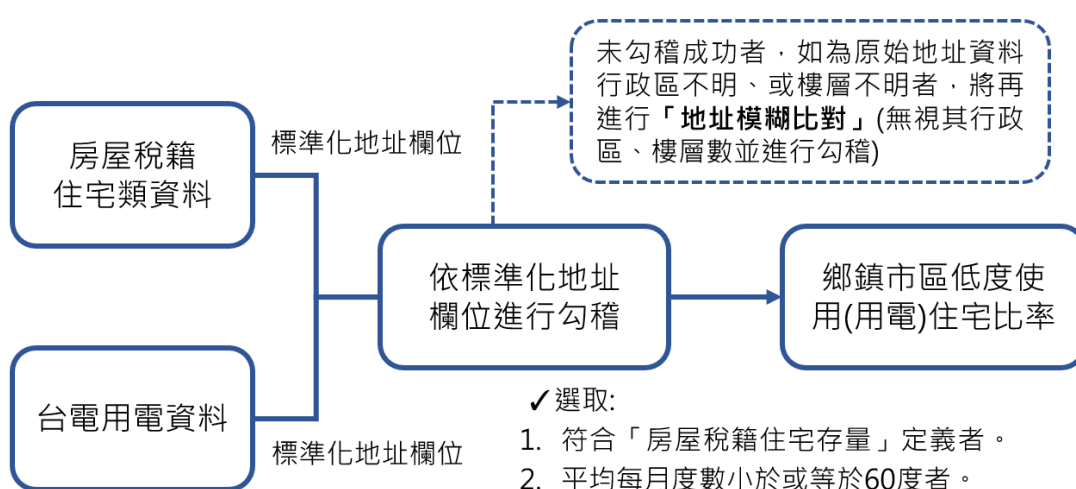 未勾稽成功者，如為原始地址資料
行政區不明、或樓層不明者，將再
進行「地址模糊比對」(無視其行政
區、樓層數並進行勾稽)
房屋稅籍
住宅類資料
標準化地址欄位
依標準化地址
欄位進行勾稽
鄉鎮市區低度使
用(用電)住宅比率
台電用電資料
標準化地址欄位
✓選取:
1. 符合「房屋稅籍住宅存量」定義者。
2. 平均每月度數小於或等於60度者。